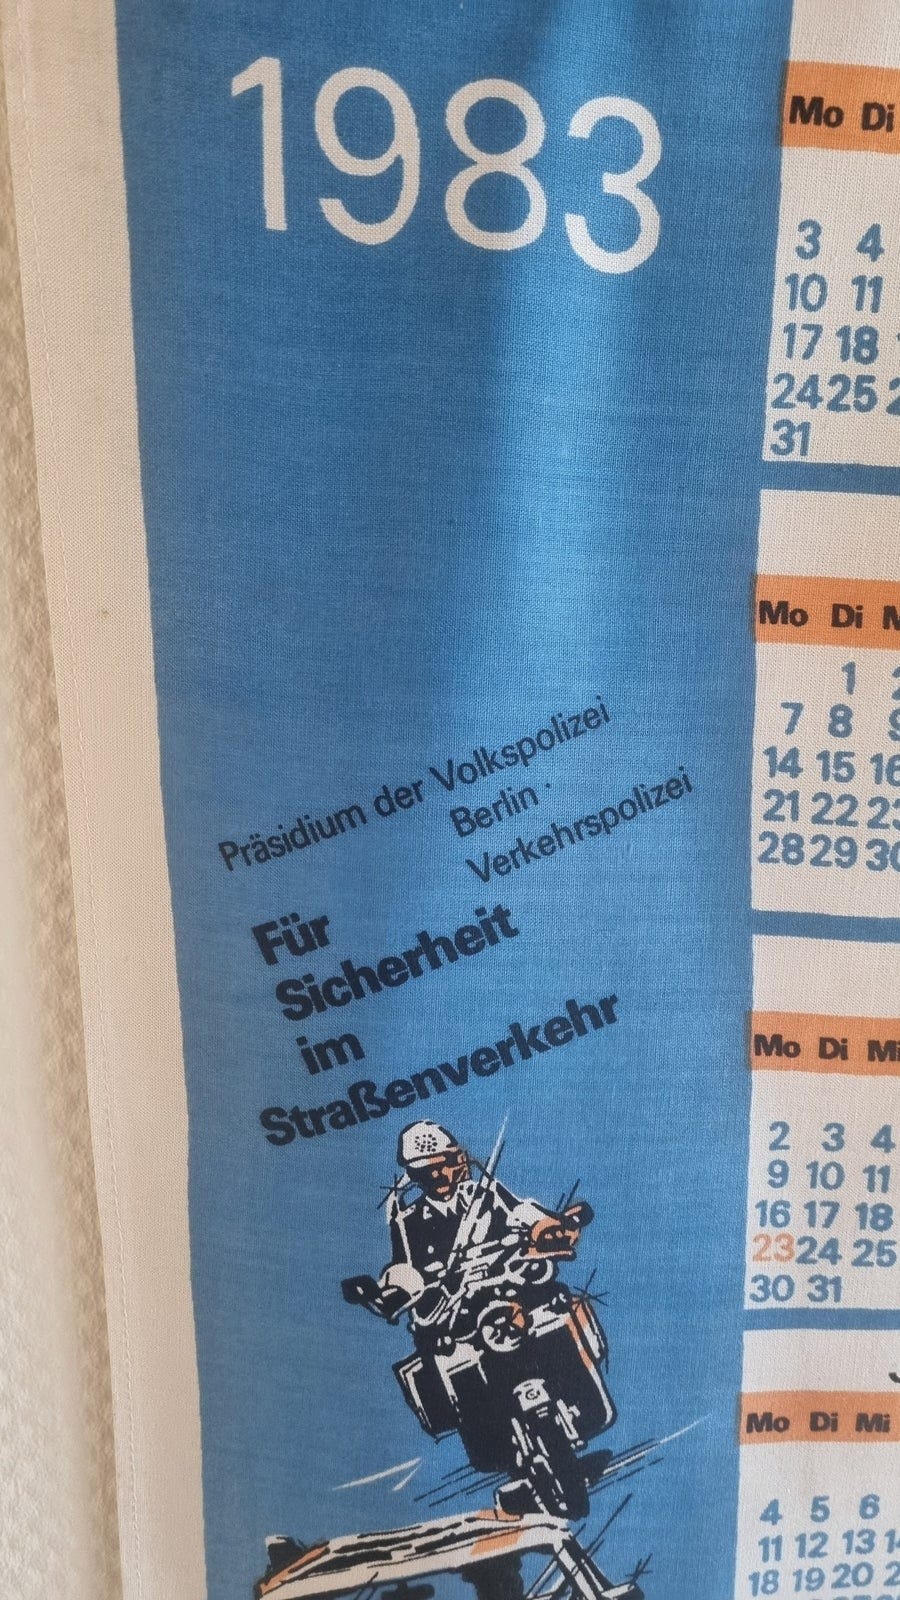 1983
Präsidium der Volkspolizei
Berlin ·
Verkehrspolizei
Für
Sicherheit
im
Straßenverkehr
Mo Di
3 4
10 11
17 18
24 25
31
Mo Di
1
7 8
14 15 16
21 22 23
28 29 30
Mo Di Mi
2 3 4
9 10 11
16 17 18
23 24 25
30 31
Mo Di Mi
4 5 6
11 12 13
18 19 20